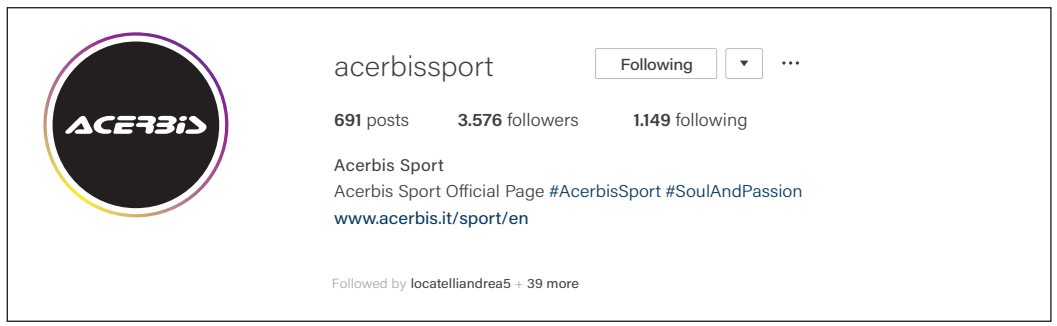 acerbissport
Following
ACERBIS
691 posts 3.576 followers 1.149 following
Acerbis Sport
Acerbis Sport Official Page #AcerbisSport #SoulAndPassion
www.acerbis.it/sport/en
Followed by locatelliandrea5 + 39 more